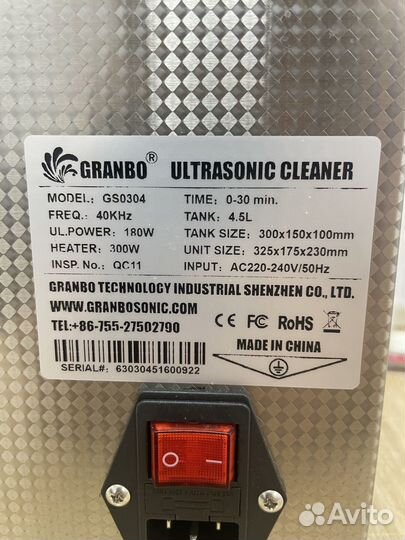 GRANBO® ULTRASONIC CLEANER
MODEL: GS0304 TIME: 0-30 min.
FREQ.: 40KHz TANK: 4.5L
UL.POWER: 180W TANK SIZE: 300x150x100mm
HEATER: 300W UNIT SIZE: 325x175x230mm
INSP. No.: QC11 INPUT: AC220-240V/50Hz
GRANBO TECHNOLOGY INDUSTRIAL SHENZHEN CO., LTD.
WWW.GRANBOSONIC.COM
TEL:+86-755-27502790
CE FC RoHS
MADE IN CHINA
SERIAL#: 63030451600922
Avito